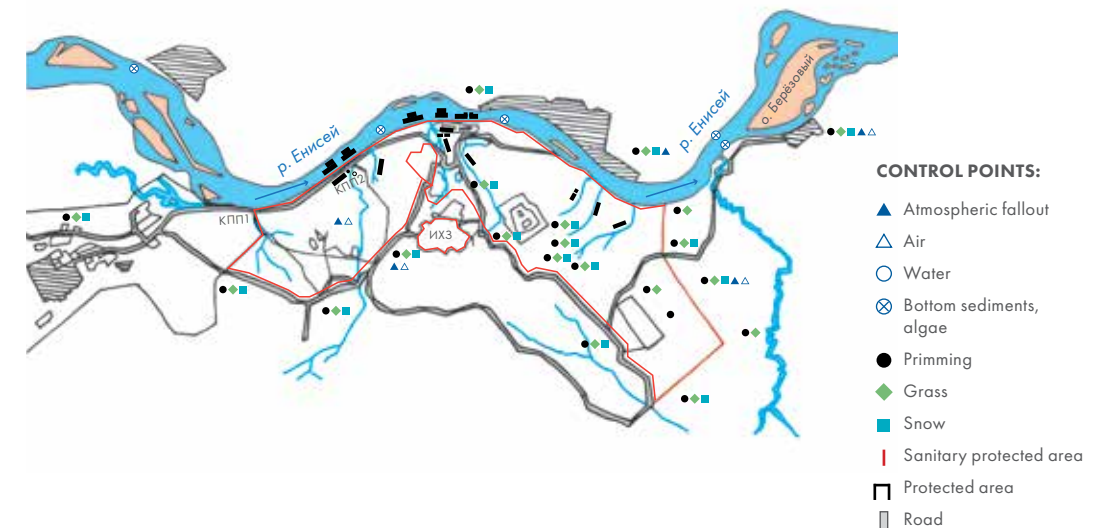 р. Енисей
р. Енисей
о. Берёзовый
КПП1
КПП2
ИХЗ
CONTROL POINTS:
Atmospheric fallout
Air
Water
Bottom sediments,
algae
Primming
Grass
Snow
Sanitary protected area
Protected area
Road